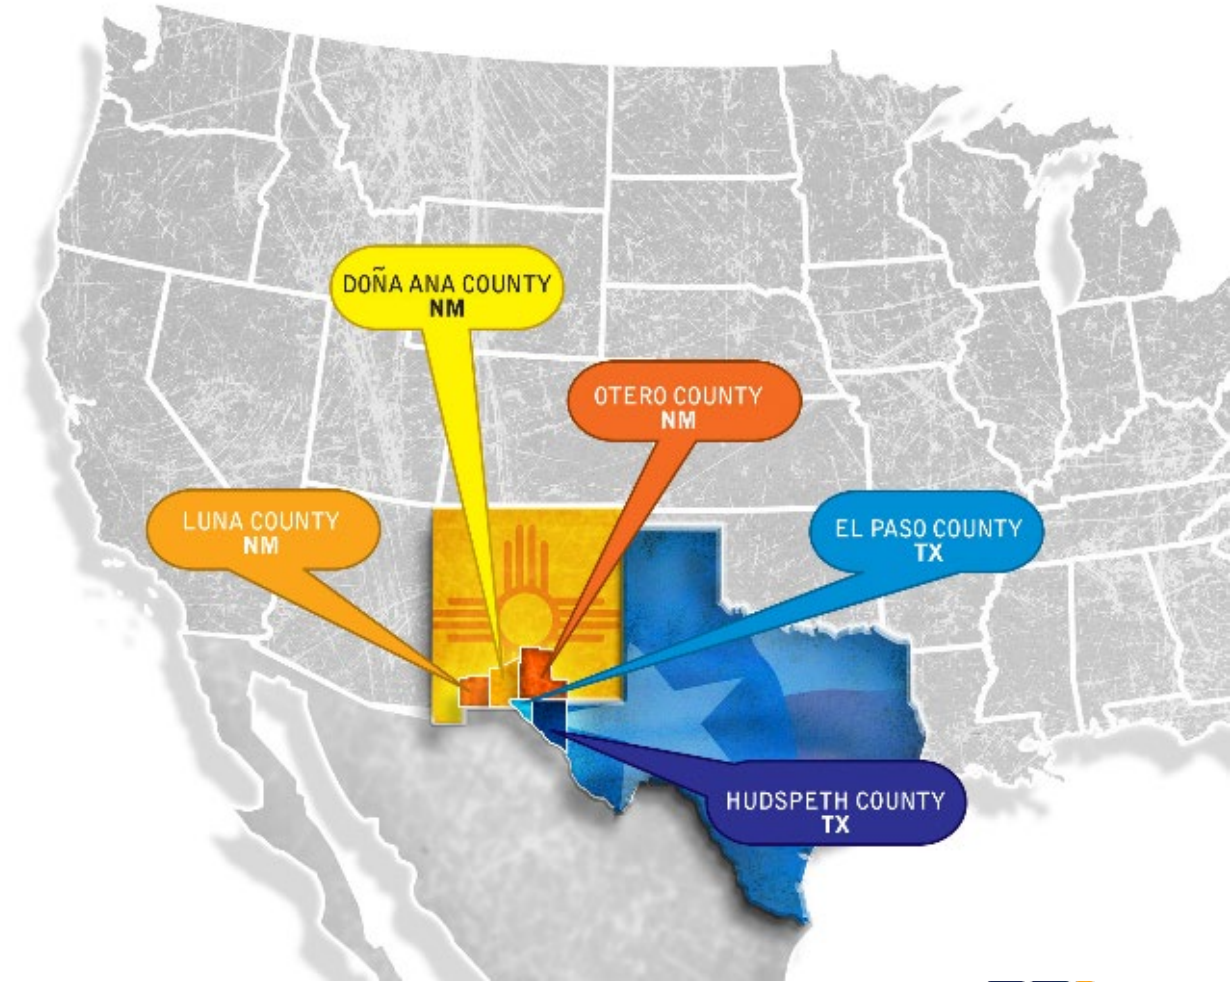 DOÑA ANA COUNTY
NM
OTERO COUNTY
NM
LUNA COUNTY
NM
EL PASO COUNTY
TX
HUDSPETH COUNTY
TX